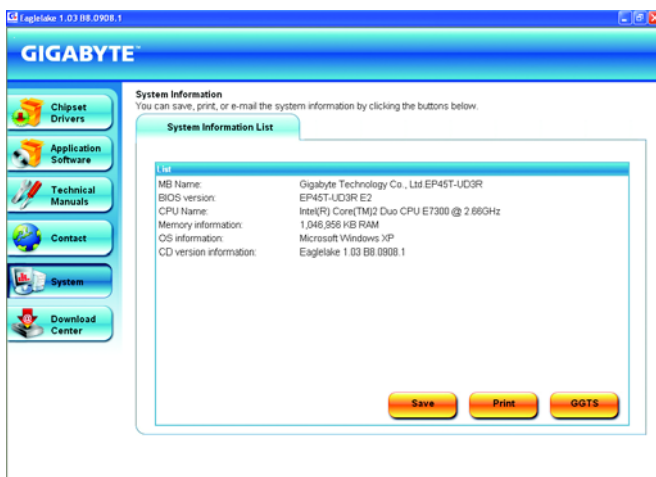 Eaglelake 1.03 B8.0908.1
GIGABYTE™
System Information
You can save, print, or e-mail the system information by clicking the buttons below.
System Information List
Chipset
Drivers
Application
Software
Technical
Manuals
Contact
System
Download
Center
List
MB Name: Gigabyte Technology Co., Ltd.EP45T-UD3R
BIOS version: EP45T-UD3R E2
CPU Name: Intel(R) Core(TM)2 Duo CPU E7300 @ 2.66GHz
Memory information: 1,046,956 KB RAM
OS information: Microsoft Windows XP
CD version information: Eaglelake 1.03 B8.0908.1
Save Print GGTS